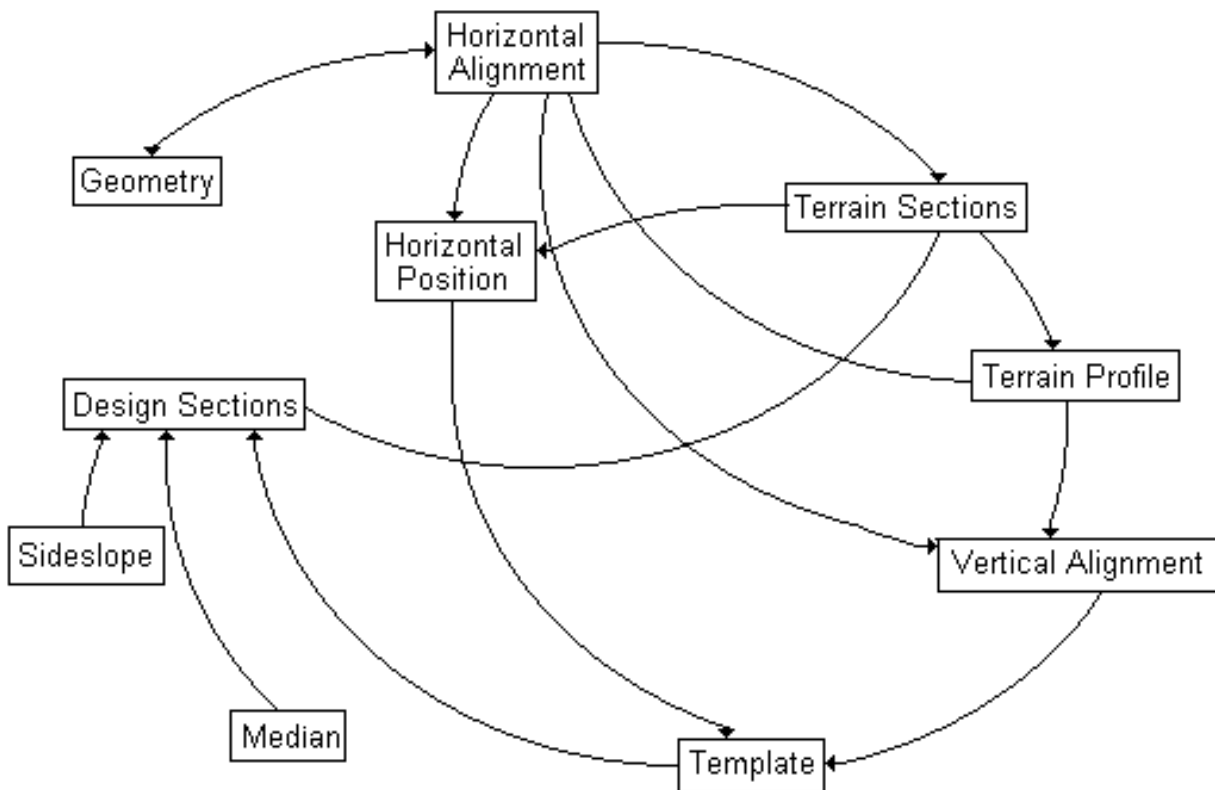 Horizontal
Alignment
Geometry
Terrain Sections
Horizontal
Position
Terrain Profile
Design Sections
Sideslope
Vertical Alignment
Median
Template